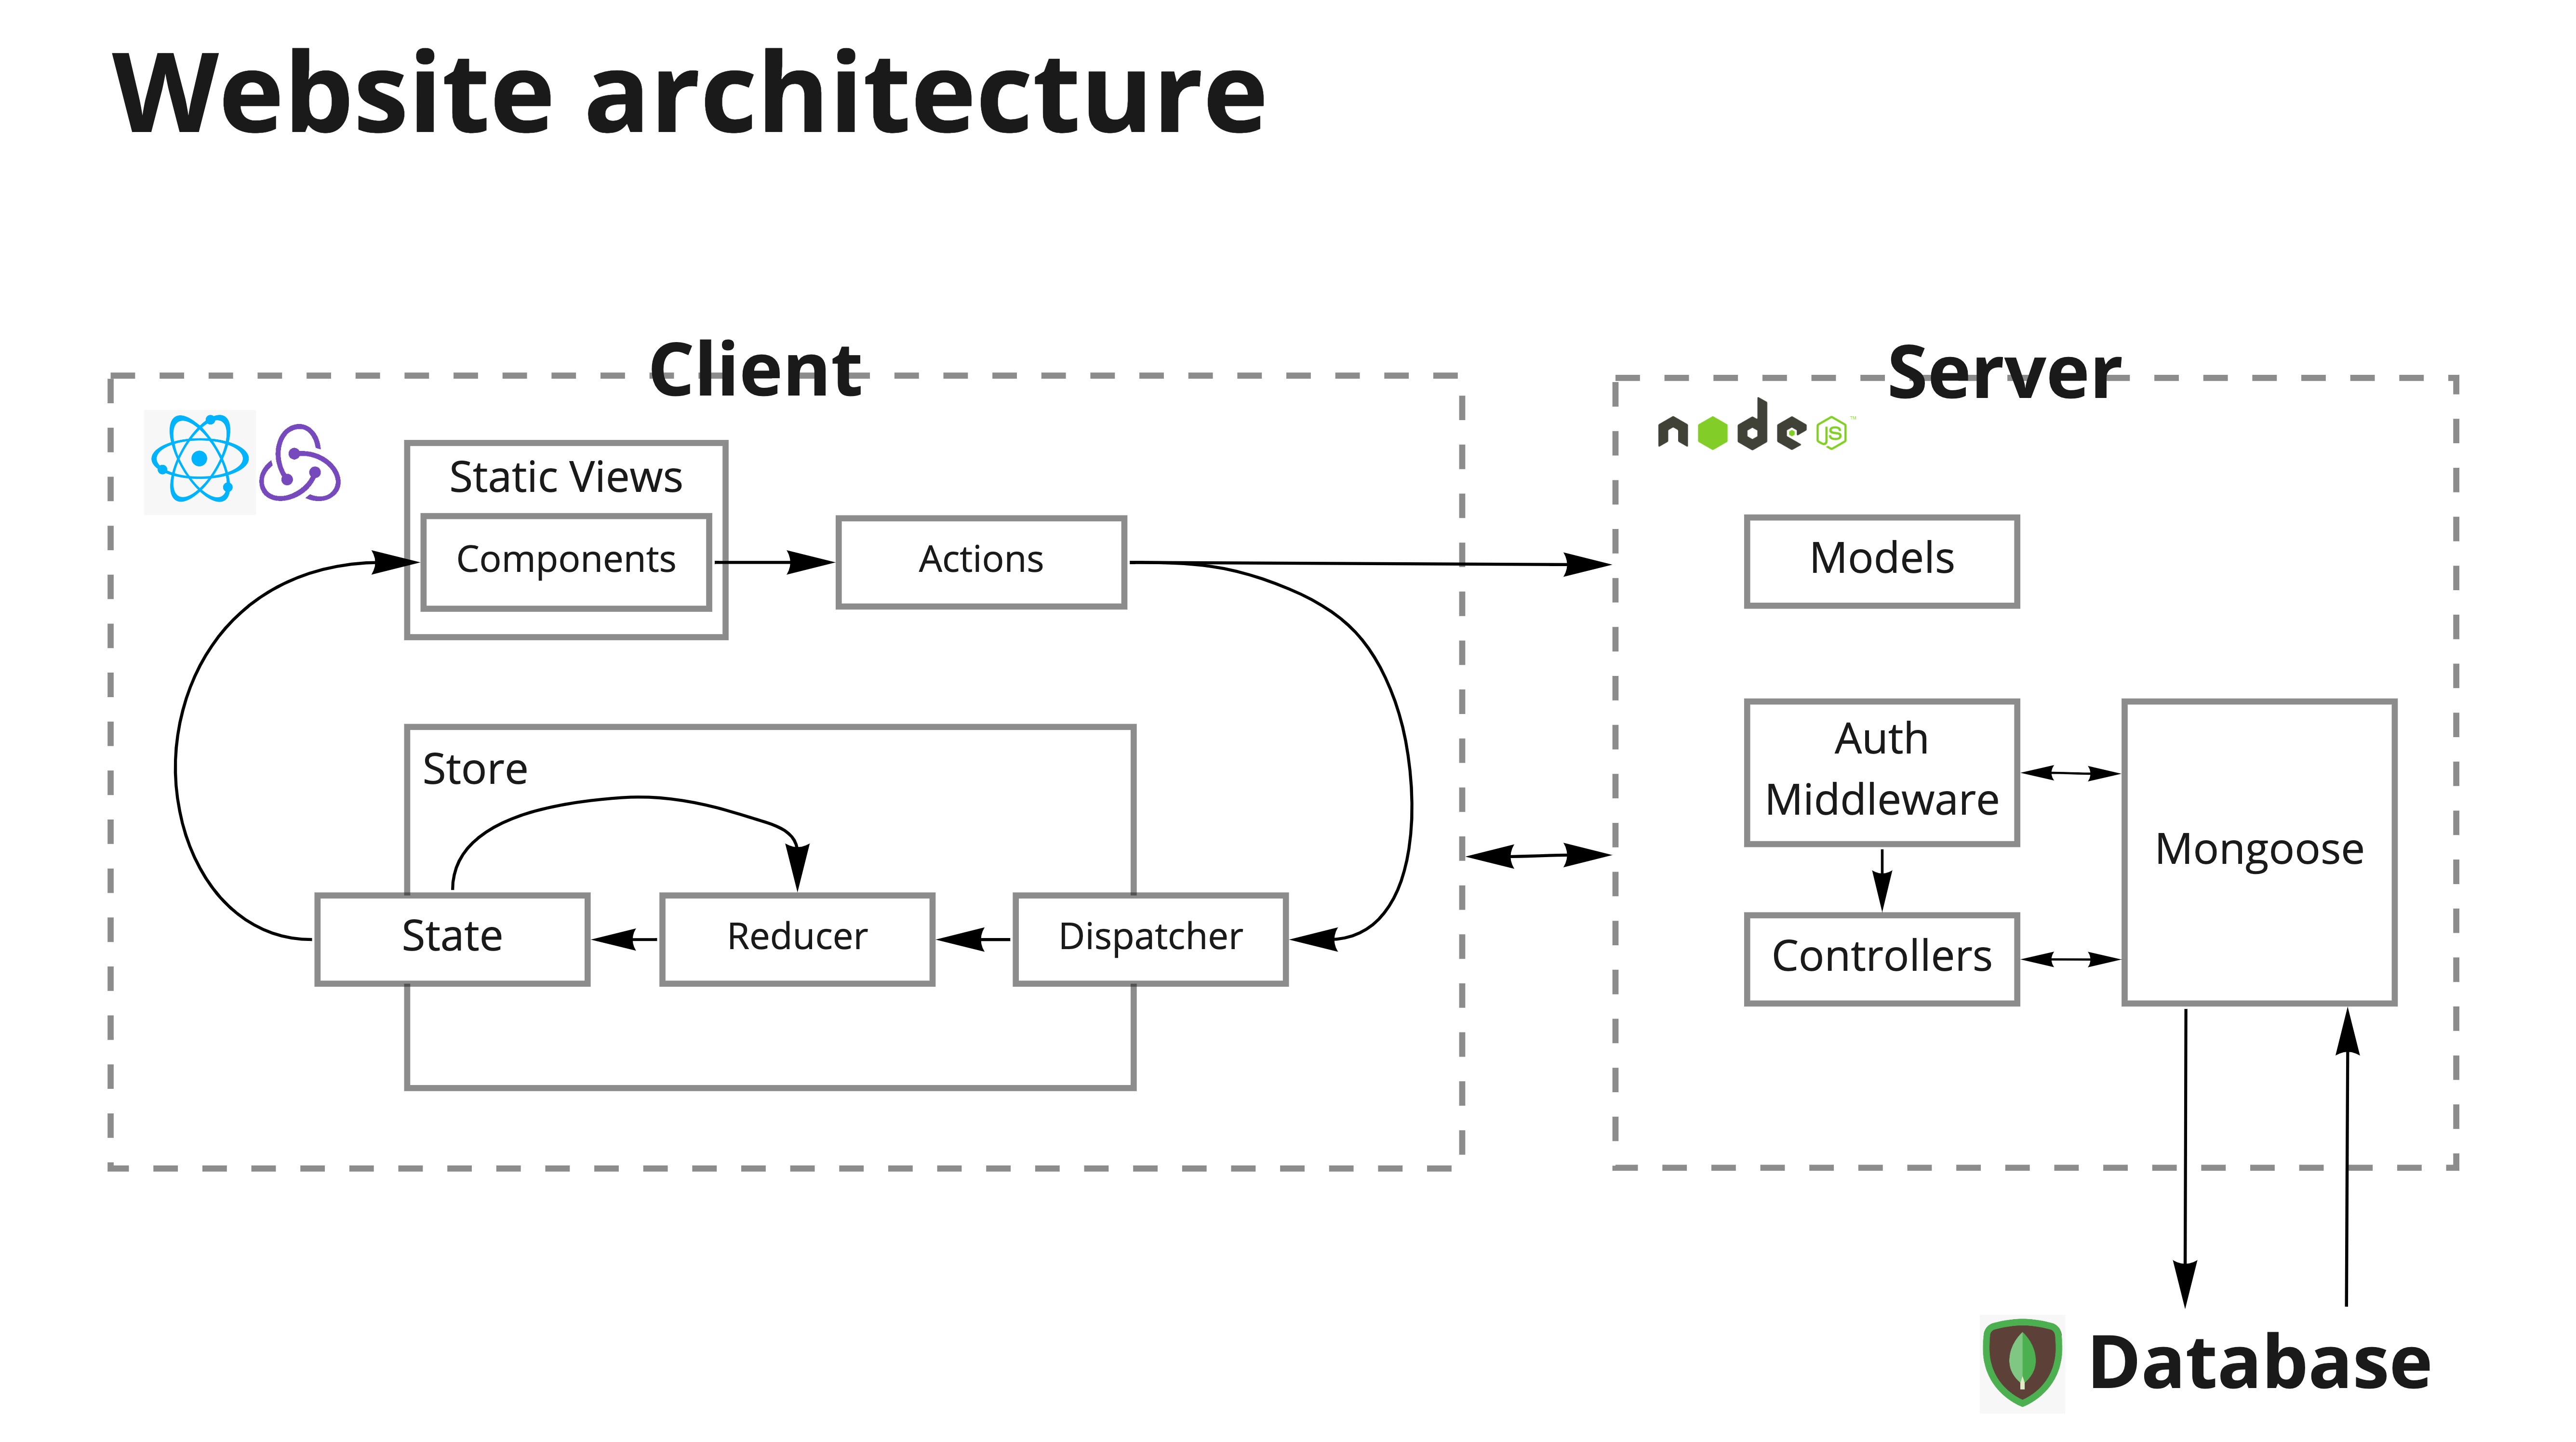 Website architecture
Client
Server
node JS ™
Static Views
Components
Actions
Models
Store
Auth
Middleware
Mongoose
State
Reducer
Dispatcher
Controllers
Database